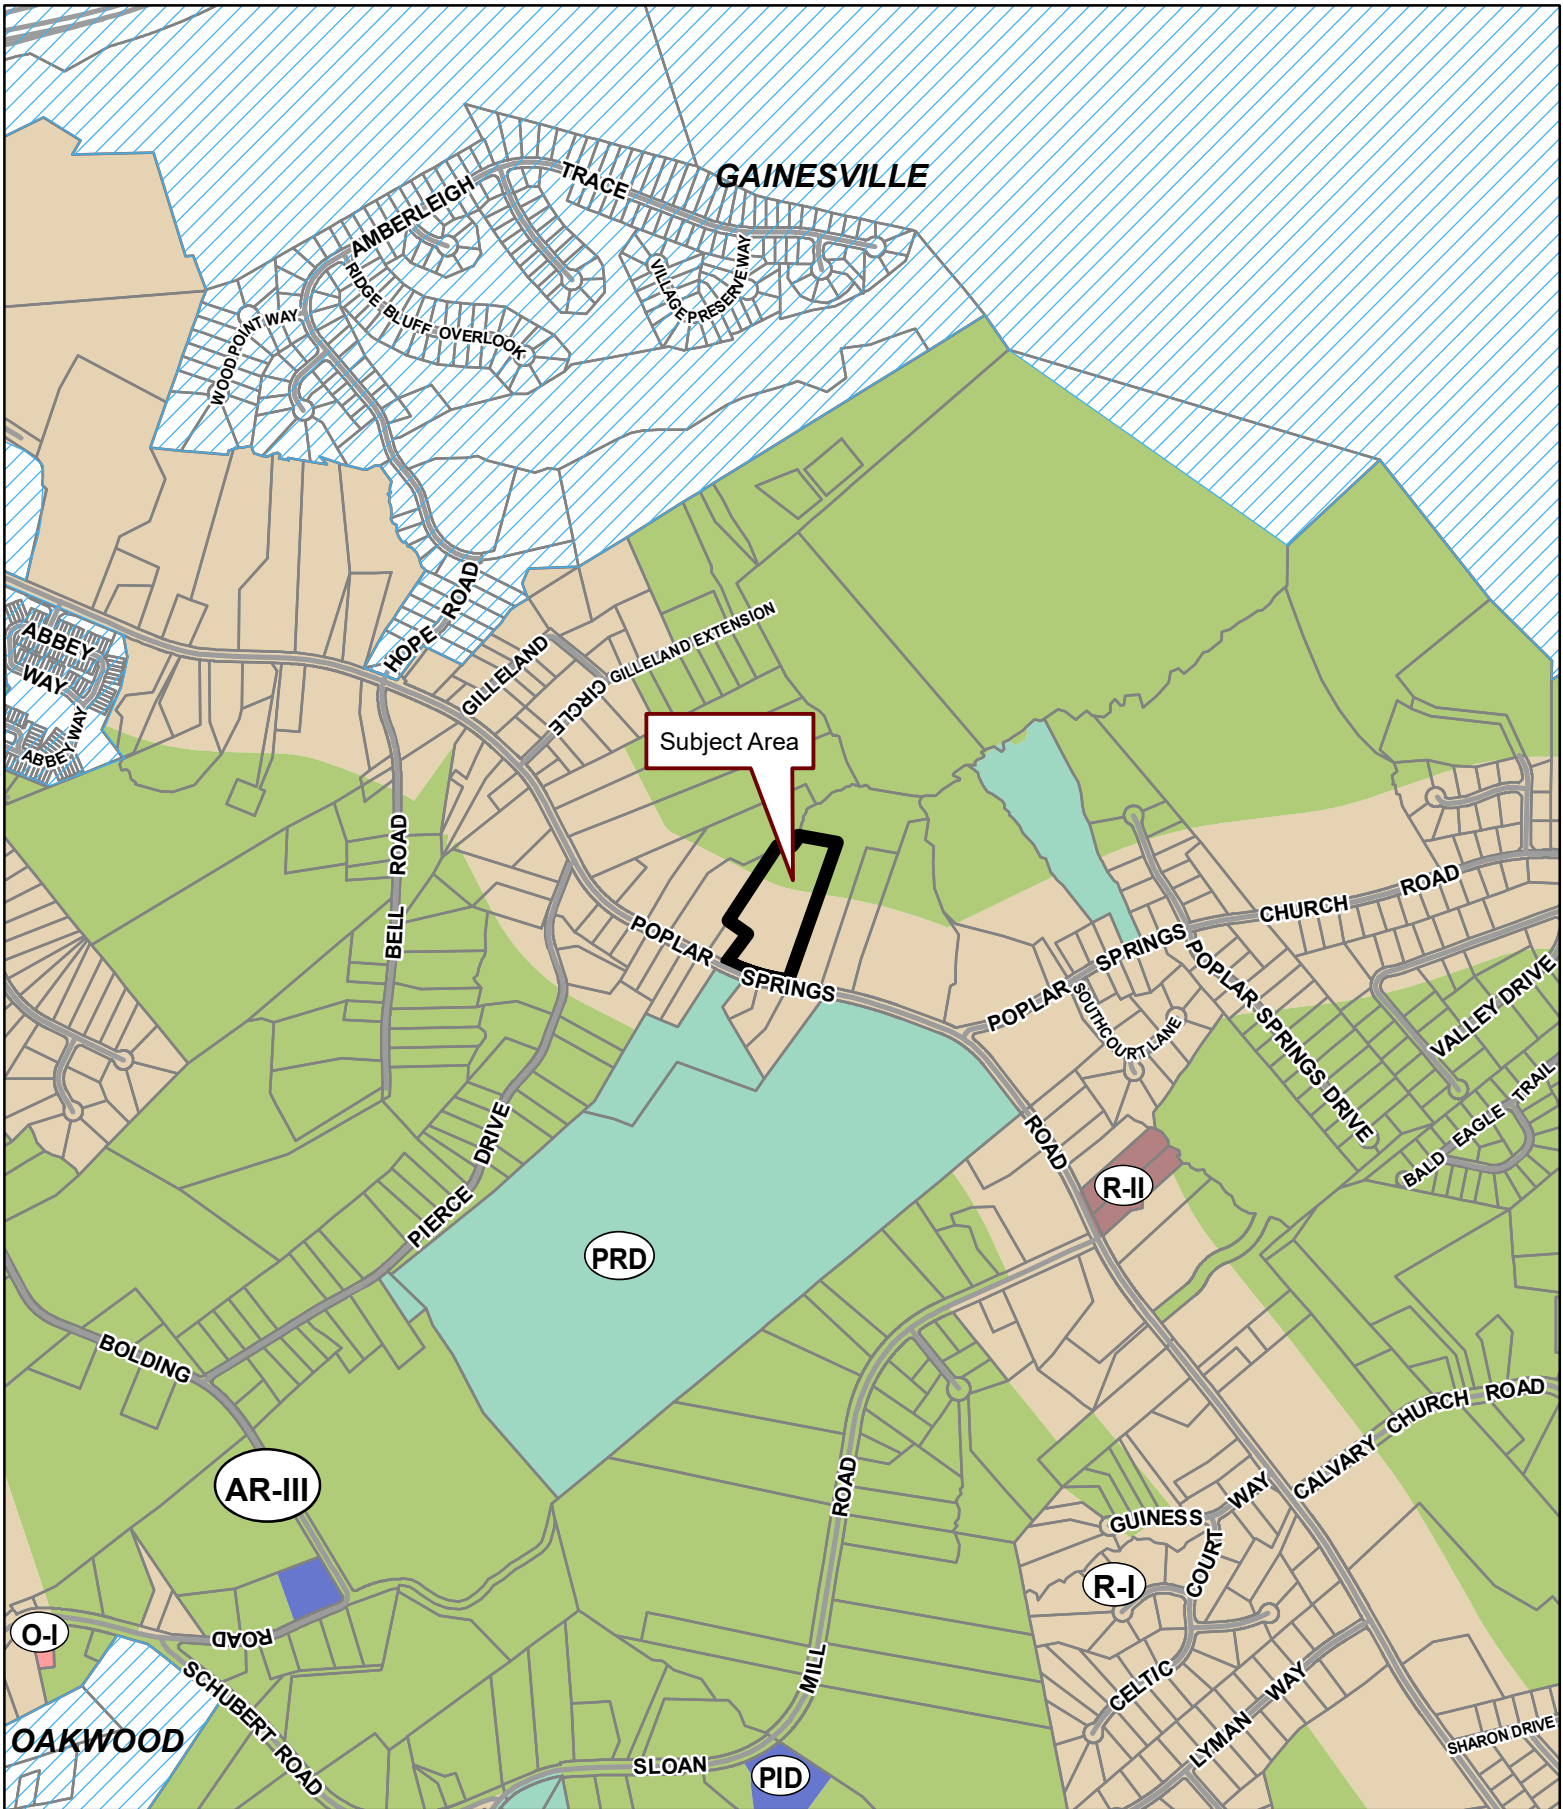 GAINESVILLE
AMBERLEIGH TRACE
VILLAGE PRESERVE WAY
RIDGE BLUFF OVERLOOK
WOOD POINT WAY
HOPE ROAD
ABBEY
WAY
ABBEY WAY
GILLELAND
CIRCLE
GILLELAND EXTENSION
Subject Area
BELL ROAD
POPLAR SPRINGS ROAD
POPLAR SPRINGS CHURCH ROAD
SOUTHCOURT LANE
POPLAR SPRINGS DRIVE
VALLEY DRIVE
BALD EAGLE TRAIL
PIERCE DRIVE
R-II
PRD
BOLDING ROAD
AR-III
MILL ROAD
CALVARY CHURCH ROAD
GUINESS WAY
R-I
CELTIC COURT
O-I
SCHUBERT ROAD
LYMAN WAY
SHARON DRIVE
OAKWOOD
SLOAN
PID